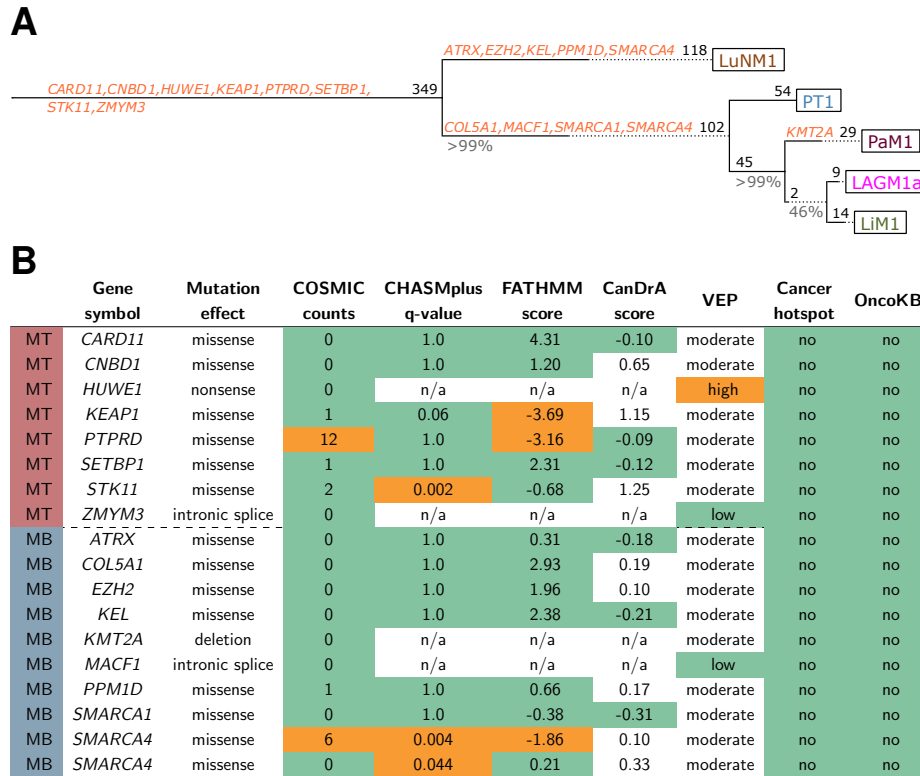 A
ATRX,EZH2,KEL,PPM1D,SMARCA4 118 LuNM1
CARD11,CNBD1,HUWE1,KEAP1,PTPRD,SETBP1, 349
STK11,ZMYM3
54 PT1
COL5A1,MACF1,SMARCA1,SMARCA4 102
>99%
KMT2A 29 PaM1
45
>99%
9 LAGM1a
2
46%
14 LiM1
B
Gene symbol Mutation effect COSMIC counts CHASMplus q-value FATHMM score CanDrA score VEP Cancer hotspot OncoKB
MT CARD11 missense 0 1.0 4.31 -0.10 moderate no no
MT CNBD1 missense 0 1.0 1.20 0.65 moderate no no
MT HUWE1 nonsense 0 n/a n/a n/a high no no
MT KEAP1 missense 1 0.06 -3.69 1.15 moderate no no
MT PTPRD missense 12 1.0 -3.16 -0.09 moderate no no
MT SETBP1 missense 1 1.0 2.31 -0.12 moderate no no
MT STK11 missense 2 0.002 -0.68 1.25 moderate no no
MT ZMYM3 intronic splice 0 n/a n/a n/a low no no
MB ATRX missense 0 1.0 0.31 -0.18 moderate no no
MB COL5A1 missense 0 1.0 2.93 0.19 moderate no no
MB EZH2 missense 0 1.0 1.96 0.10 moderate no no
MB KEL missense 0 1.0 2.38 -0.21 moderate no no
MB KMT2A deletion 0 n/a n/a n/a moderate no no
MB MACF1 intronic splice 0 n/a n/a n/a low no no
MB PPM1D missense 1 1.0 0.66 0.17 moderate no no
MB SMARCA1 missense 0 1.0 -0.38 -0.31 moderate no no
MB SMARCA4 missense 6 0.004 -1.86 0.10 moderate no no
MB SMARCA4 missense 0 0.044 0.21 0.33 moderate no no